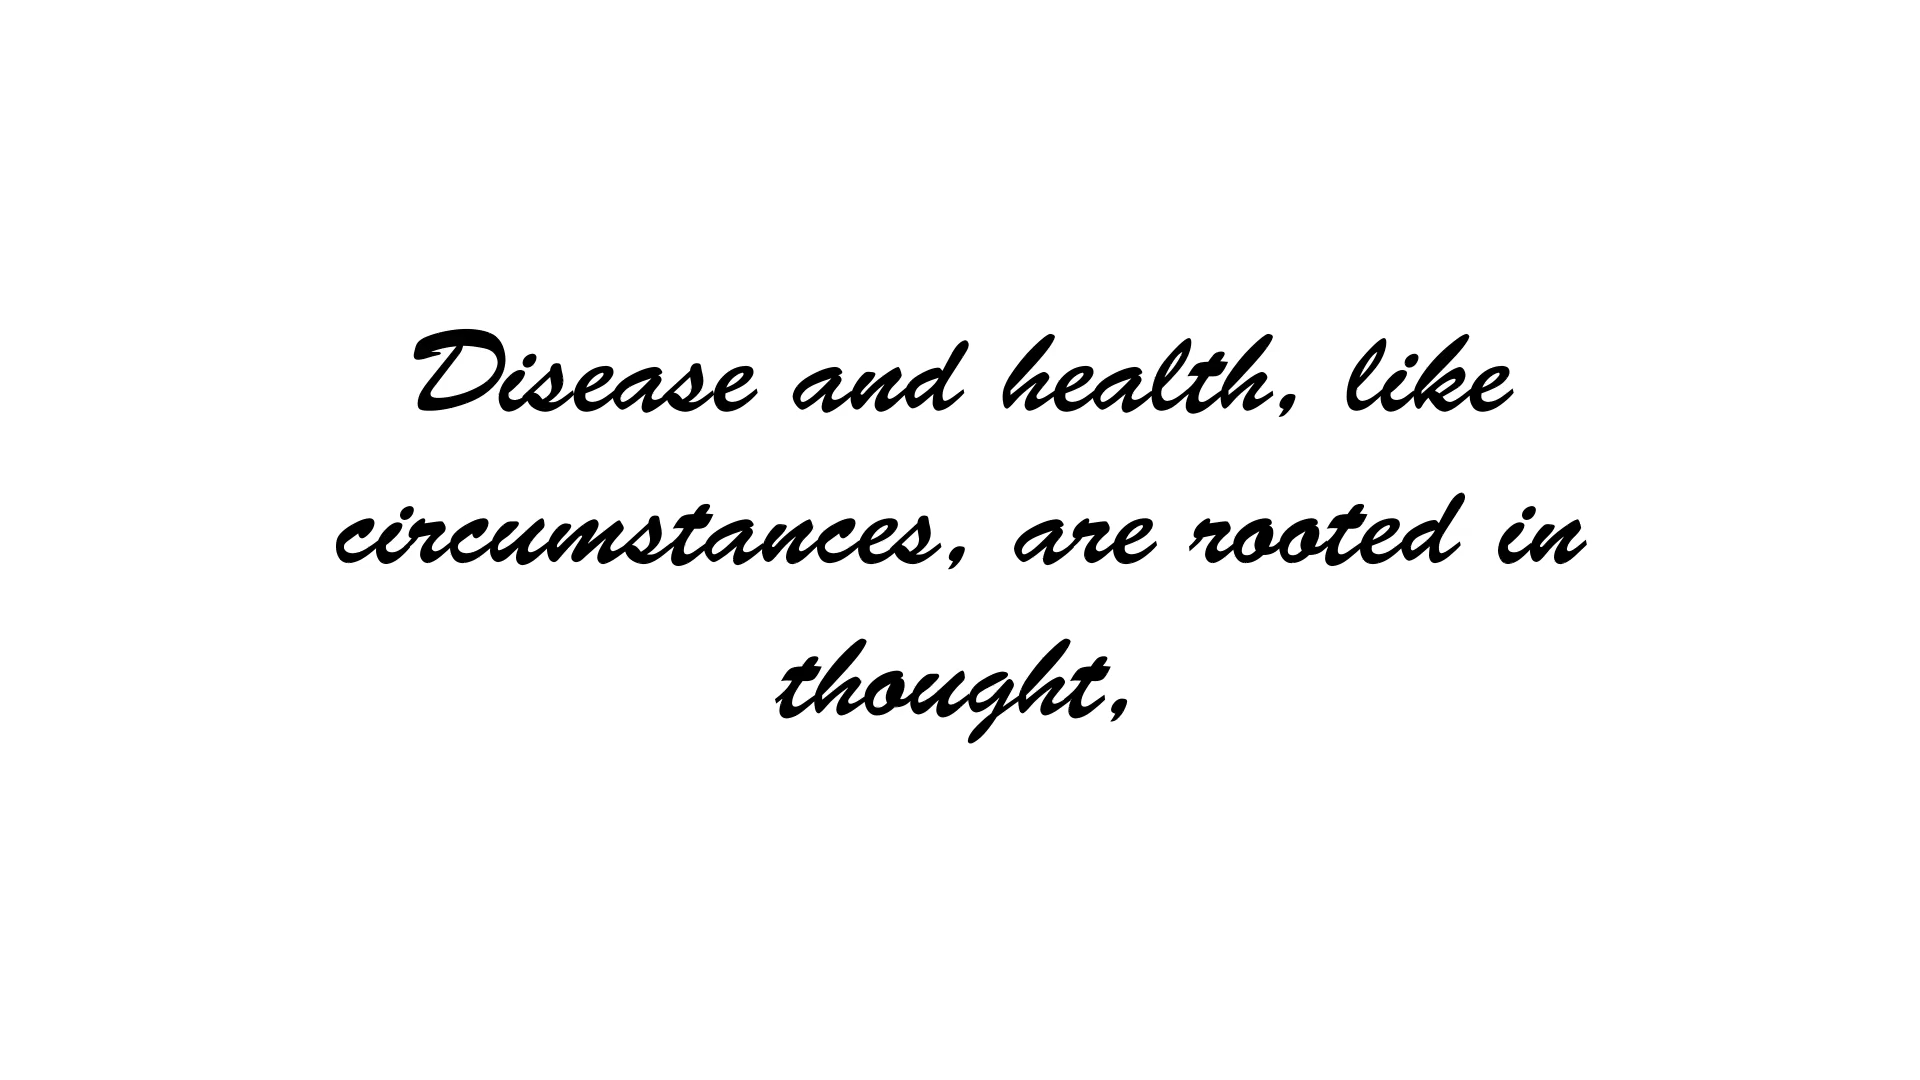 Disease and health, like
circumstances, are rooted in
thought,